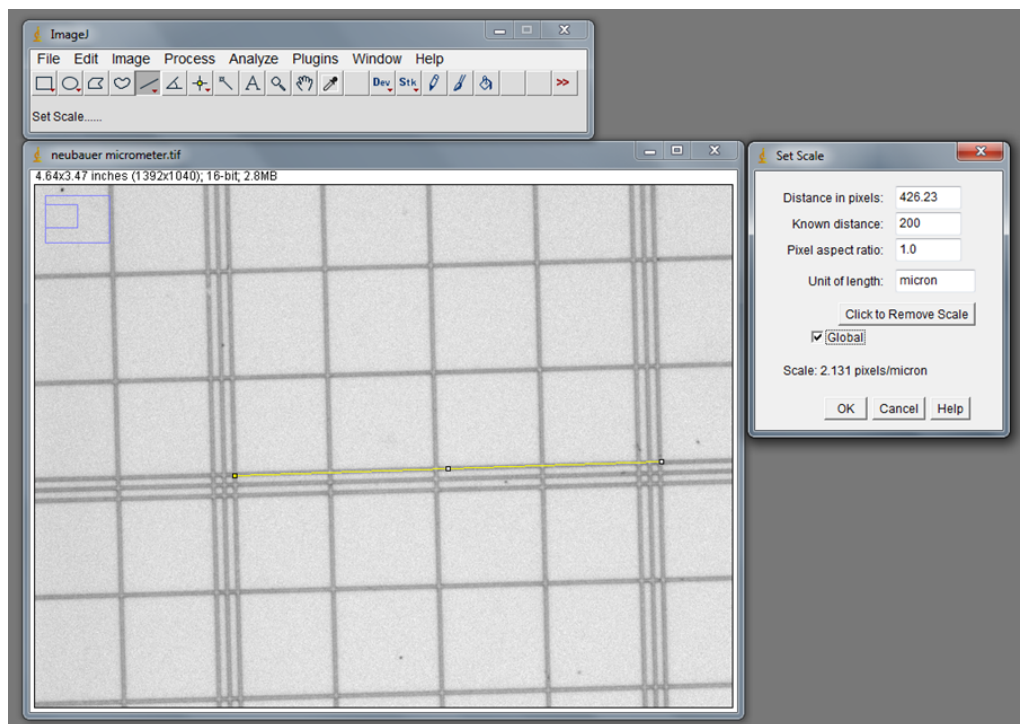 ImageJ
File Edit Image Process Analyze Plugins Window Help
A Dev Stk >>
Set Scale......
neubauer micrometer.tif
4.64x3.47 inches (1392x1040); 16-bit; 2.8MB
Set Scale
Distance in pixels: 426.23
Known distance: 200
Pixel aspect ratio: 1.0
Unit of length: micron
Click to Remove Scale
Global
Scale: 2.131 pixels/micron
OK Cancel Help